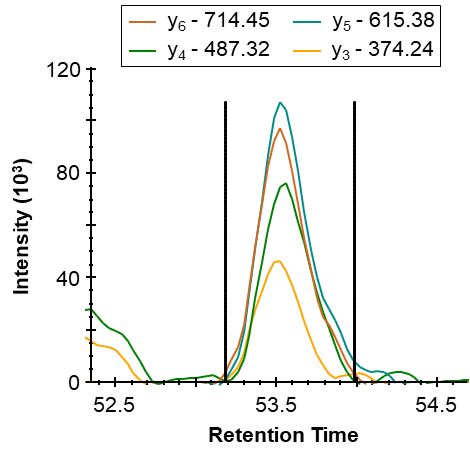 y₆ - 714.45 y₅ - 615.38
y₄ - 487.32 y₃ - 374.24
120
80
40
0
Intensity (10³)
52.5 53.5 54.5
Retention Time